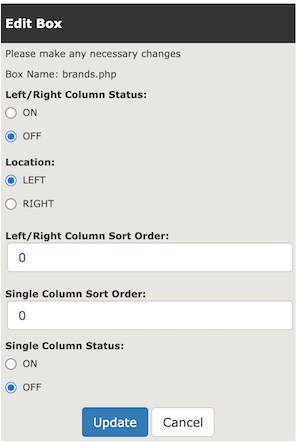 Edit Box
Please make any necessary changes
Box Name: brands.php
Left/Right Column Status:
ON
OFF
Location:
LEFT
RIGHT
Left/Right Column Sort Order:
0
Single Column Sort Order:
0
Single Column Status:
ON
OFF
Update Cancel